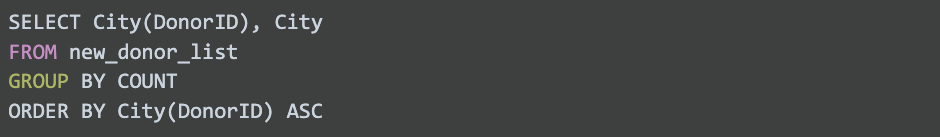 SELECT City(DonorID), City
FROM new_donor_list
GROUP BY COUNT
ORDER BY City(DonorID) ASC